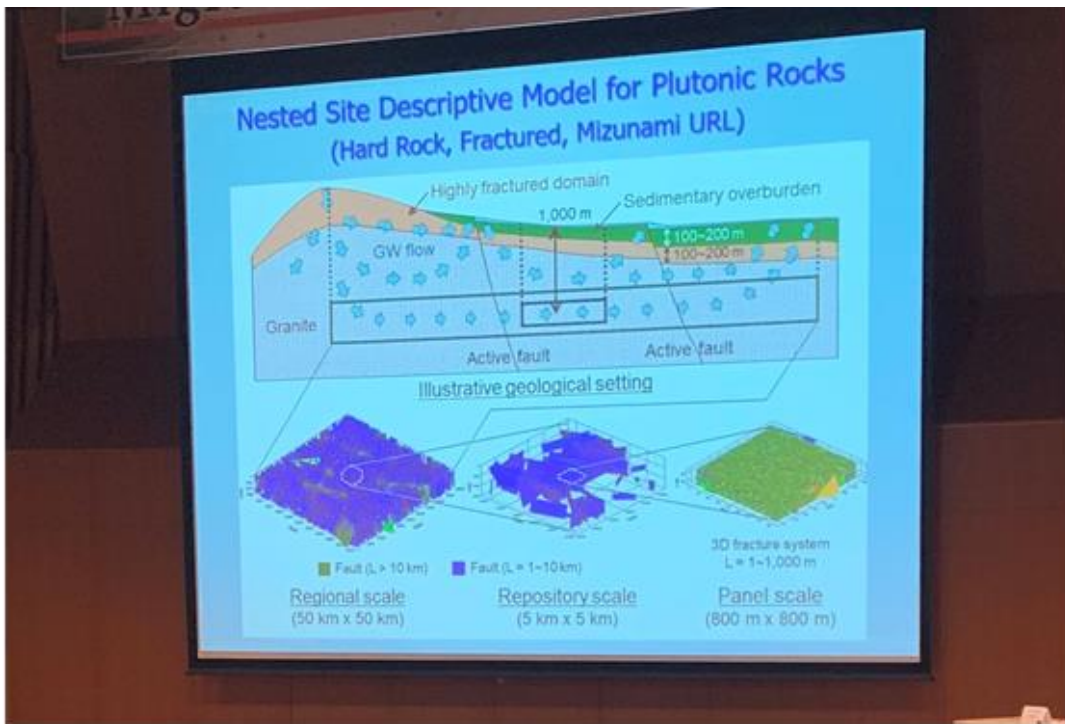 Nested Site Descriptive Model for Plutonic Rocks
(Hard Rock, Fractured, Mizunami URL)
Highly fractured domain
Sedimentary overburden
1,000 m
100~200 m
GW flow
100~200 m
Granite
Active fault
Active fault
Illustrative geological setting
3D fracture system
L = 1~1,000 m
Fault (L > 10 km)
Fault (L = 1~10 km)
Regional scale
(50 km x 50 km)
Repository scale
(5 km x 5 km)
Panel scale
(800 m x 800 m)